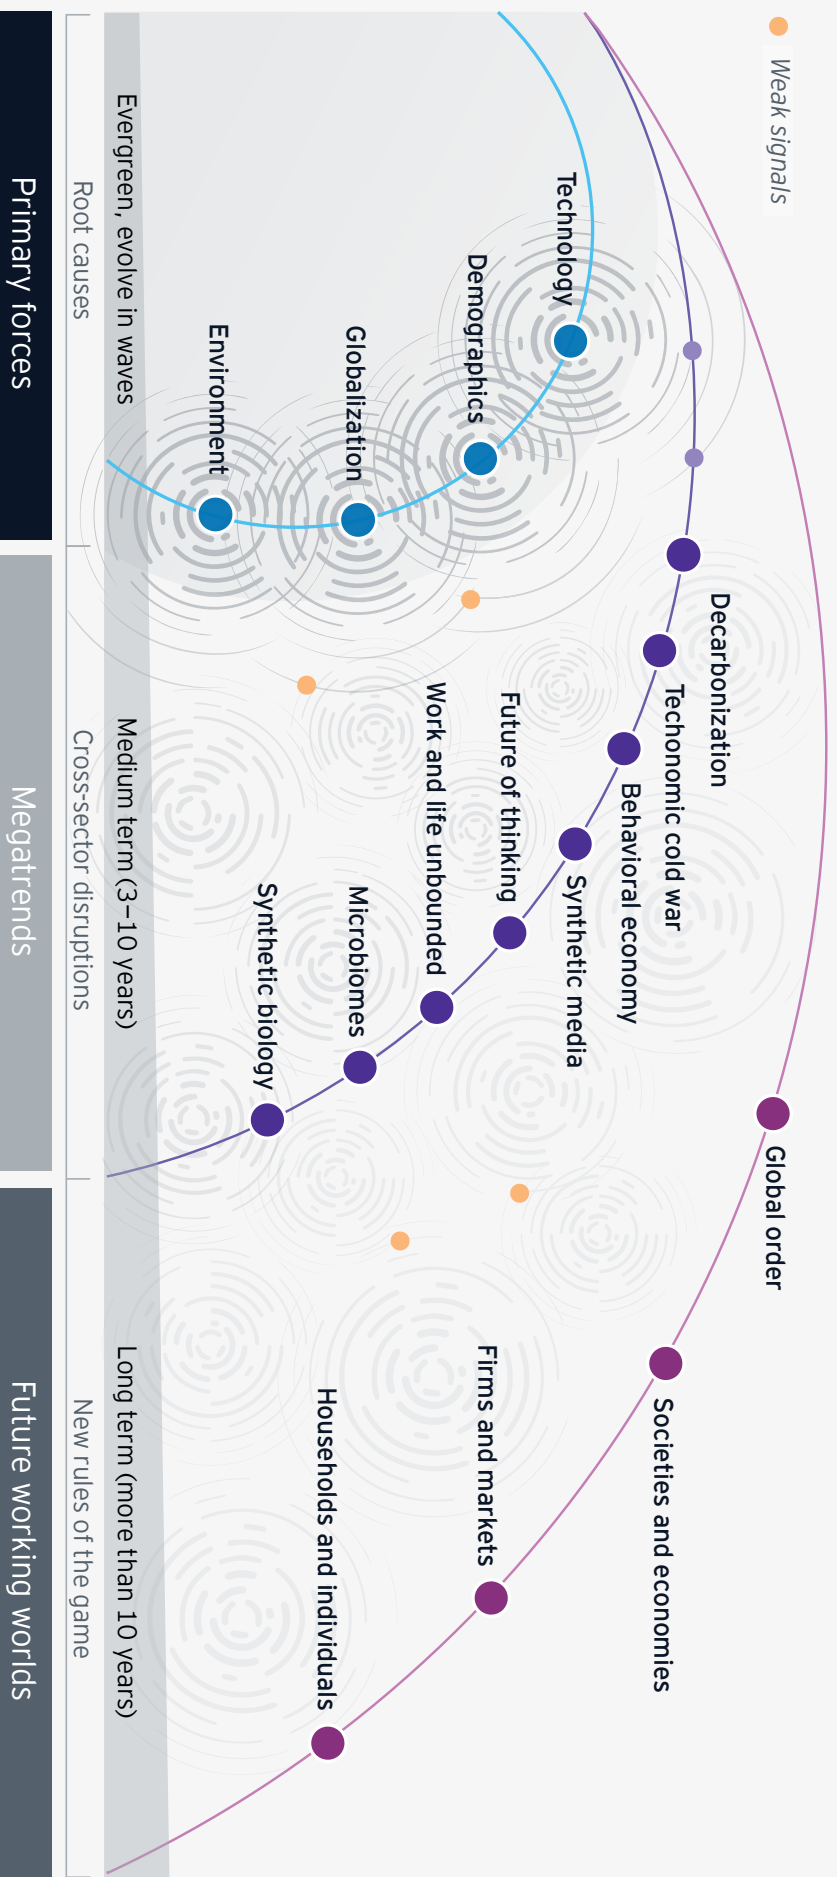 Weak signals
Technology
Demographics
Globalization
Environment
Decarbonization
Techonomic cold war
Behavioral economy
Synthetic media
Future of thinking
Work and life unbounded
Microbiomes
Synthetic biology
Global order
Societies and economies
Firms and markets
Households and individuals
Evergreen, evolve in waves
Medium term (3–10 years)
Long term (more than 10 years)
Root causes
Cross-sector disruptions
New rules of the game
Primary forces
Megatrends
Future working worlds